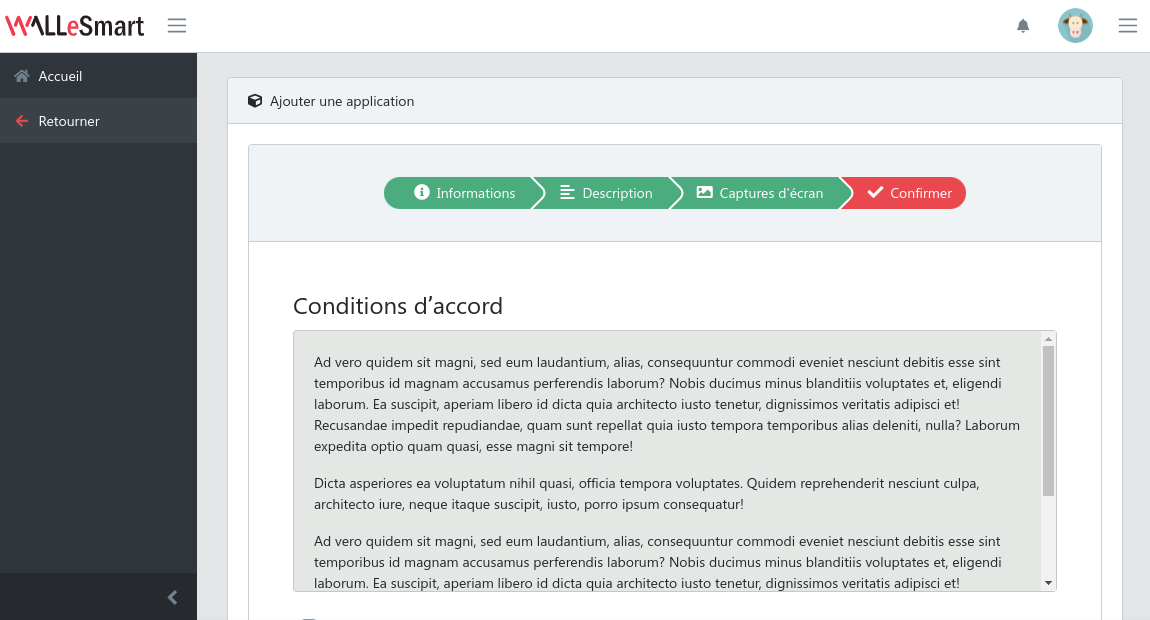 WALLeSmart
Accueil
Retourner
Ajouter une application
Informations
Description
Captures d'écran
Confirmer
Conditions d’accord
Ad vero quidem sit magni, sed eum laudantium, alias, consequuntur commodi eveniet nesciunt debitis esse sint
temporibus id magnam accusamus perferendis laborum? Nobis ducimus minus blanditiis voluptates et, eligendi
laborum. Ea suscipit, aperiam libero id dicta quia architecto iusto tenetur, dignissimos veritatis adipisci et!
Recusandae impedit repudiandae, quam sunt repellat quia iusto tempora temporibus alias deleniti, nulla? Laborum
expedita optio quam quasi, esse magni sit tempore!
Dicta asperiores ea voluptatum nihil quasi, officia tempora voluptates. Quidem reprehenderit nesciunt culpa,
architecto iure, neque itaque suscipit, iusto, porro ipsum consequatur!
Ad vero quidem sit magni, sed eum laudantium, alias, consequuntur commodi eveniet nesciunt debitis esse sint
temporibus id magnam accusamus perferendis laborum? Nobis ducimus minus blanditiis voluptates et, eligendi
laborum. Ea suscipit, aperiam libero id dicta quia architecto iusto tenetur, dignissimos veritatis adipisci et!